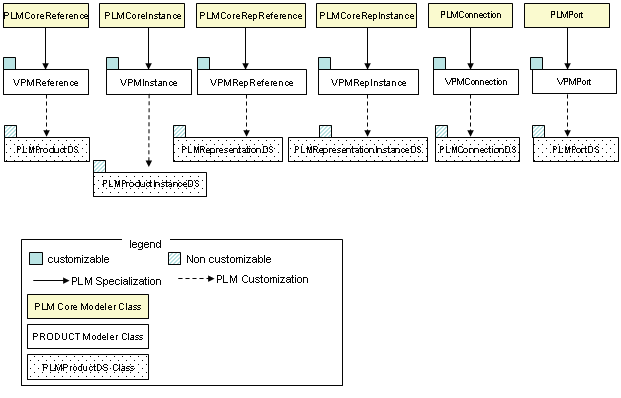 PLMCoreReference PLMCoreInstance PLMCoreRepReference PLMCoreRepInstance PLMConnection PLMPort
VPMReference VPMInstance VPMRepReference VPMRepInstance VPMConnection VPMPort
PLMProductDS PLMRepresentationDS PLMRepresentationInstanceDS PLMConnectionDS PLMPortDS
PLMProductInstanceDS
legend
customizable Non customizable
PLM Specialization PLM Customization
PLM Core Modeler Class
PRODUCT Modeler Class
PLMProductDS Class